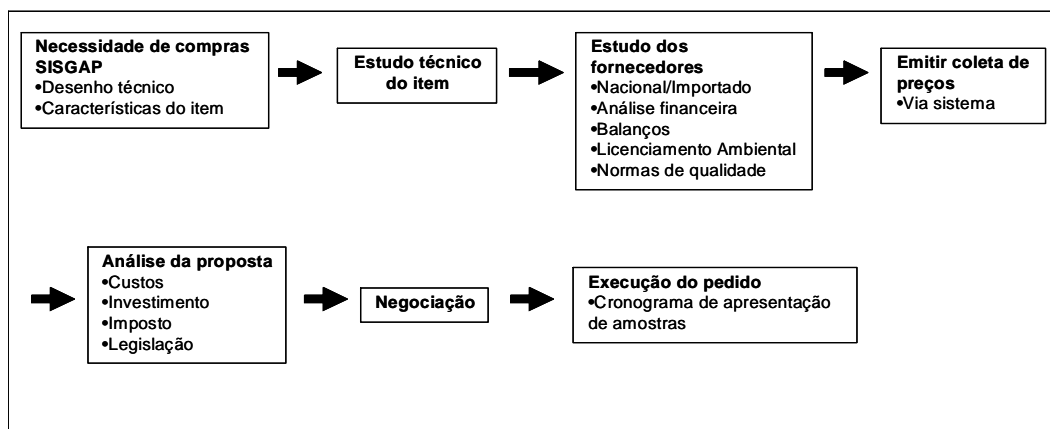 Necessidade de compras
SISGAP
•Desenho técnico
•Características do item
Estudo técnico
do item
Estudo dos
fornecedores
•Nacional/Importado
•Análise financeira
•Balanços
•Licenciamento Ambiental
•Normas de qualidade
Emitir coleta de
preços
•Via sistema
Análise da proposta
•Custos
•Investimento
•Imposto
•Legislação
Negociação
Execução do pedido
•Cronograma de apresentação
de amostras